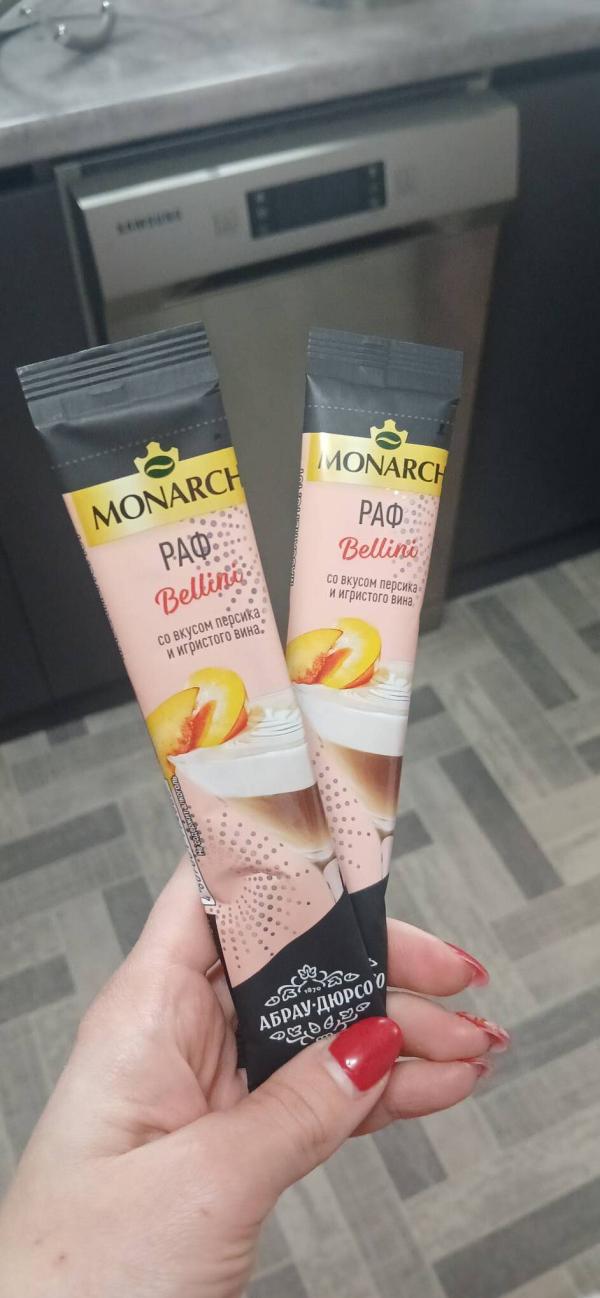 SAMSUNG
MONARCH
РАФ
Bellini
со вкусом персика
и игристого вина
1870
АБРАУ-ДЮРСО
MONARCH
РАФ
Bellini
со вкусом персика
и игристого вина